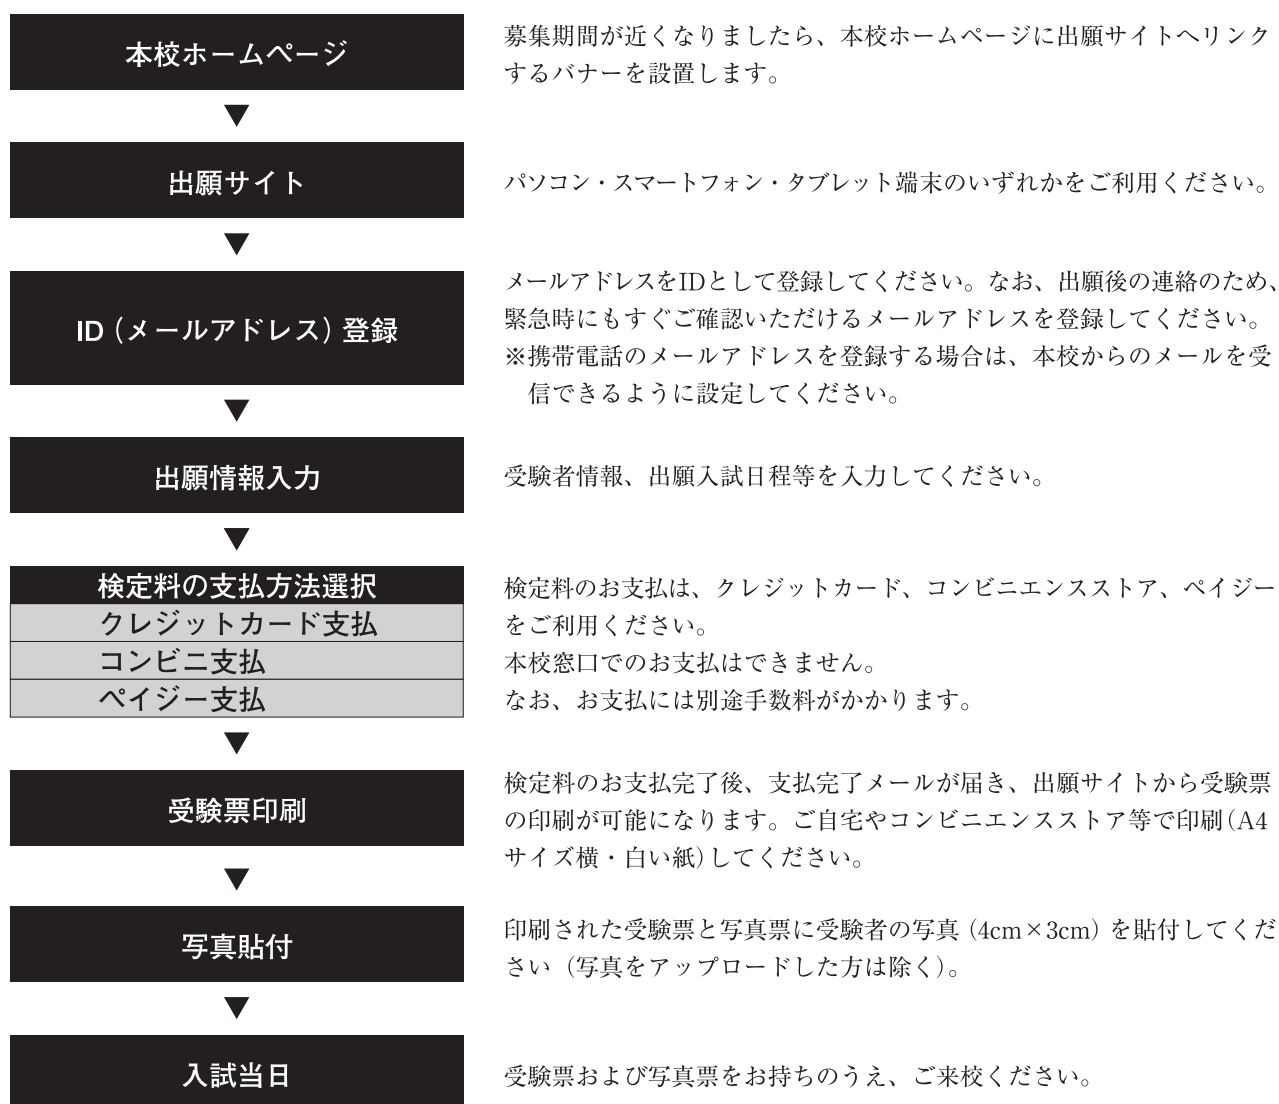 本校ホームページ
募集期間が近くなりましたら、本校ホームページに出願サイトへリンク
するバナーを設置します。
▼
出願サイト
パソコン・スマートフォン・タブレット端末のいずれかをご利用ください。
▼
ID（メールアドレス）登録
メールアドレスをIDとして登録してください。なお、出願後の連絡のため、
緊急時にもすぐご確認いただけるメールアドレスを登録してください。
※携帯電話のメールアドレスを登録する場合は、本校からのメールを受
信できるように設定してください。
▼
出願情報入力
受験者情報、出願入試日程等を入力してください。
▼
検定料の支払方法選択
クレジットカード支払
コンビニ支払
ペイジー支払
検定料のお支払は、クレジットカード、コンビニエンスストア、ペイジー
をご利用ください。
本校窓口でのお支払はできません。
なお、お支払には別途手数料がかかります。
▼
受験票印刷
検定料のお支払完了後、支払完了メールが届き、出願サイトから受験票
の印刷が可能になります。ご自宅やコンビニエンスストア等で印刷（A4
サイズ横・白い紙）してください。
▼
写真貼付
印刷された受験票と写真票に受験者の写真（4cm×3cm）を貼付してくだ
さい（写真をアップロードした方は除く）。
▼
入試当日
受験票および写真票をお持ちのうえ、ご来校ください。